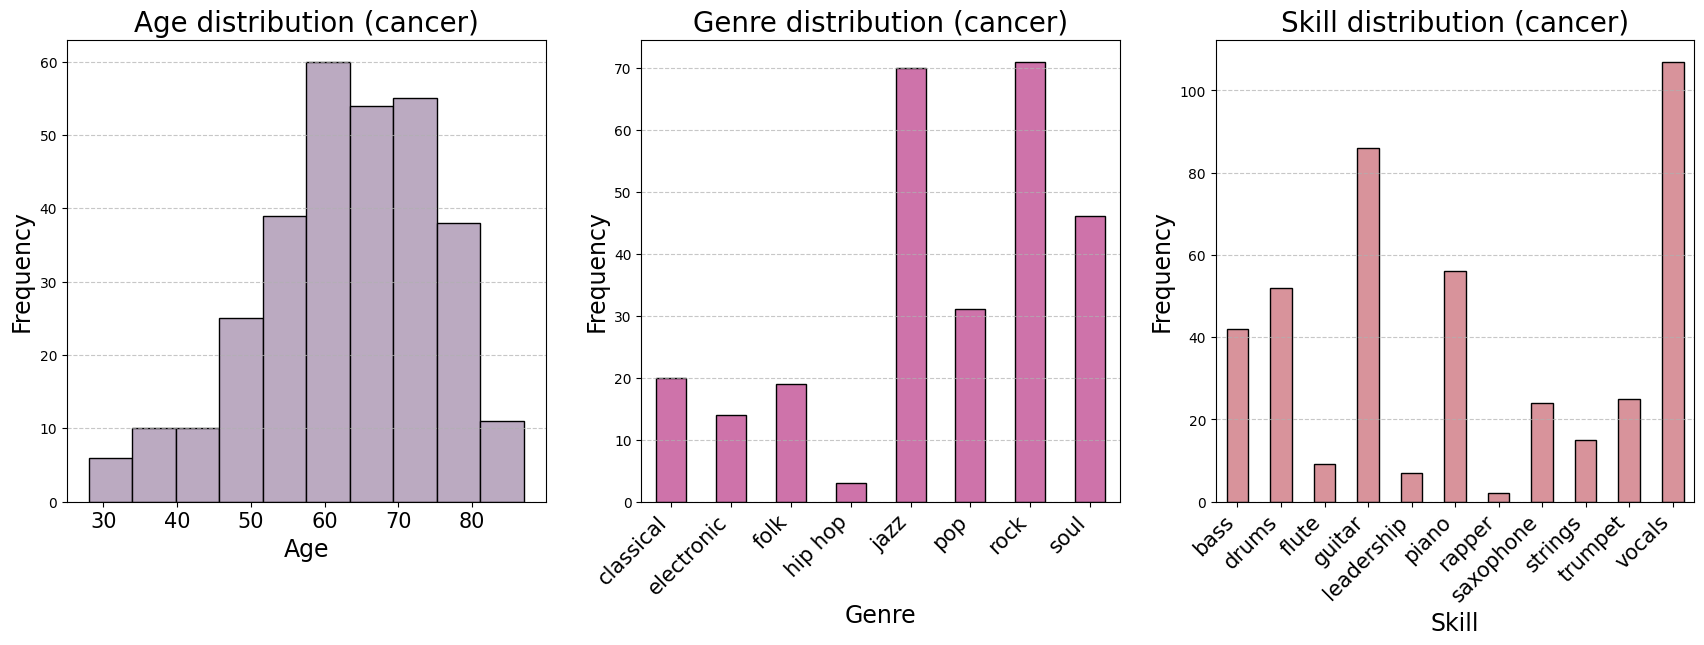 Age distribution (cancer)
Frequency
60
50
40
30
20
10
0
30 40 50 60 70 80
Age
Genre distribution (cancer)
Frequency
70
60
50
40
30
20
10
0
classical electronic folk hip hop jazz pop rock soul
Genre
Skill distribution (cancer)
Frequency
100
80
60
40
20
0
bass drums flute guitar leadership piano rapper saxophone strings trumpet vocals
Skill